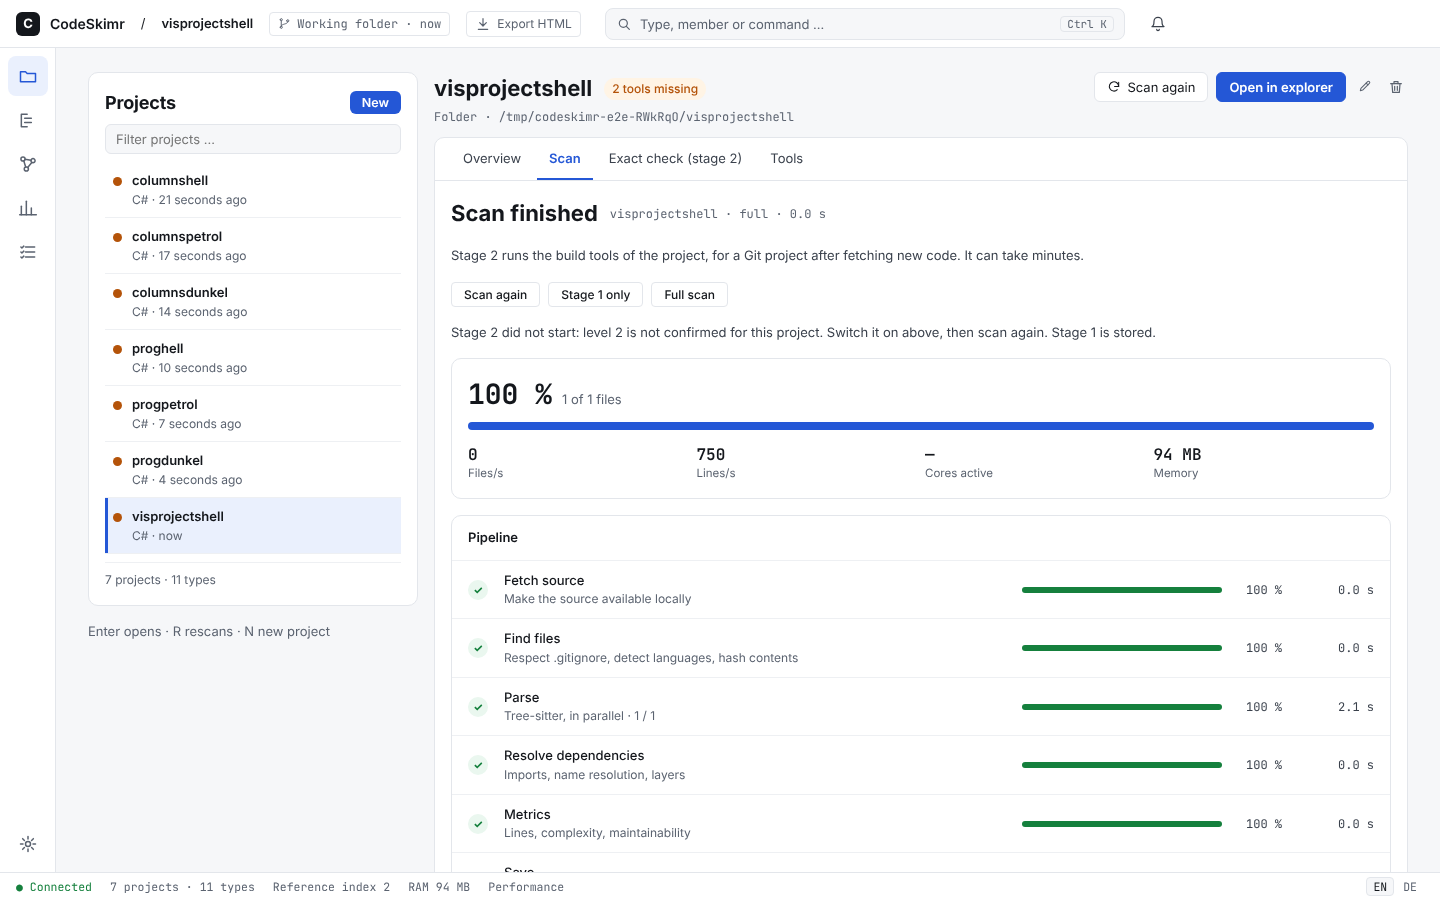 C CodeSkimr / visprojectshell Working folder · now Export HTML Type, member or command ... Ctrl K
Projects New
Filter projects ...
columnshell
C# · 21 seconds ago
columnspetrol
C# · 17 seconds ago
columnsdunkel
C# · 14 seconds ago
proghell
C# · 10 seconds ago
progpetrol
C# · 7 seconds ago
progdunkel
C# · 4 seconds ago
visprojectshell
C# · now
7 projects · 11 types
Enter opens · R rescans · N new project
visprojectshell 2 tools missing Scan again Open in explorer
Folder · /tmp/codeskimr-e2e-RWkRqO/visprojectshell
Overview Scan Exact check (stage 2) Tools
Scan finished visprojectshell · full · 0.0 s
Stage 2 runs the build tools of the project, for a Git project after fetching new code. It can take minutes.
Scan again Stage 1 only Full scan
Stage 2 did not start: level 2 is not confirmed for this project. Switch it on above, then scan again. Stage 1 is stored.
100 % 1 of 1 files
0 750 – 94 MB
Files/s Lines/s Cores active Memory
Pipeline
Fetch source
Make the source available locally
100 % 0.0 s
Find files
Respect .gitignore, detect languages, hash contents
100 % 0.0 s
Parse
Tree-sitter, in parallel · 1 / 1
100 % 2.1 s
Resolve dependencies
Imports, name resolution, layers
100 % 0.0 s
Metrics
Lines, complexity, maintainability
100 % 0.0 s
Save
Connected 7 projects · 11 types Reference index 2 RAM 94 MB Performance EN DE